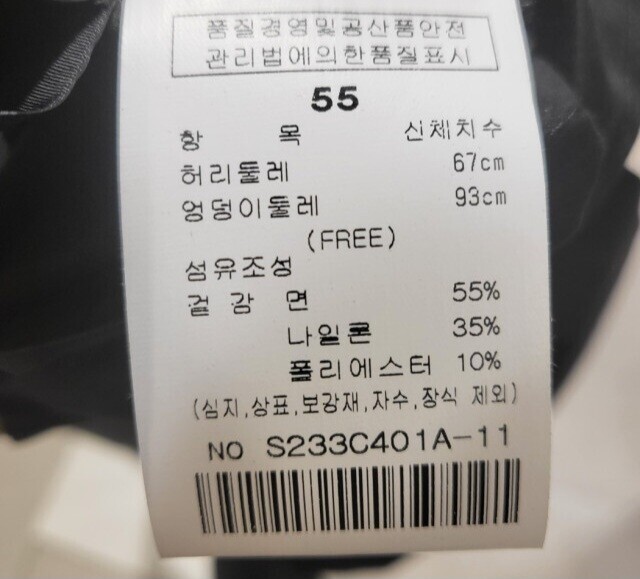 품질경영및공산품안전
관리법에의한품질표시
55
항 목 신체치수
허리둘레 67cm
엉덩이둘레 93cm
(FREE)
섬유조성
겉감 면 55%
나일론 35%
폴리에스터 10%
(심지,상표,보강재,자수,장식 제외)
NO S233C401A-11